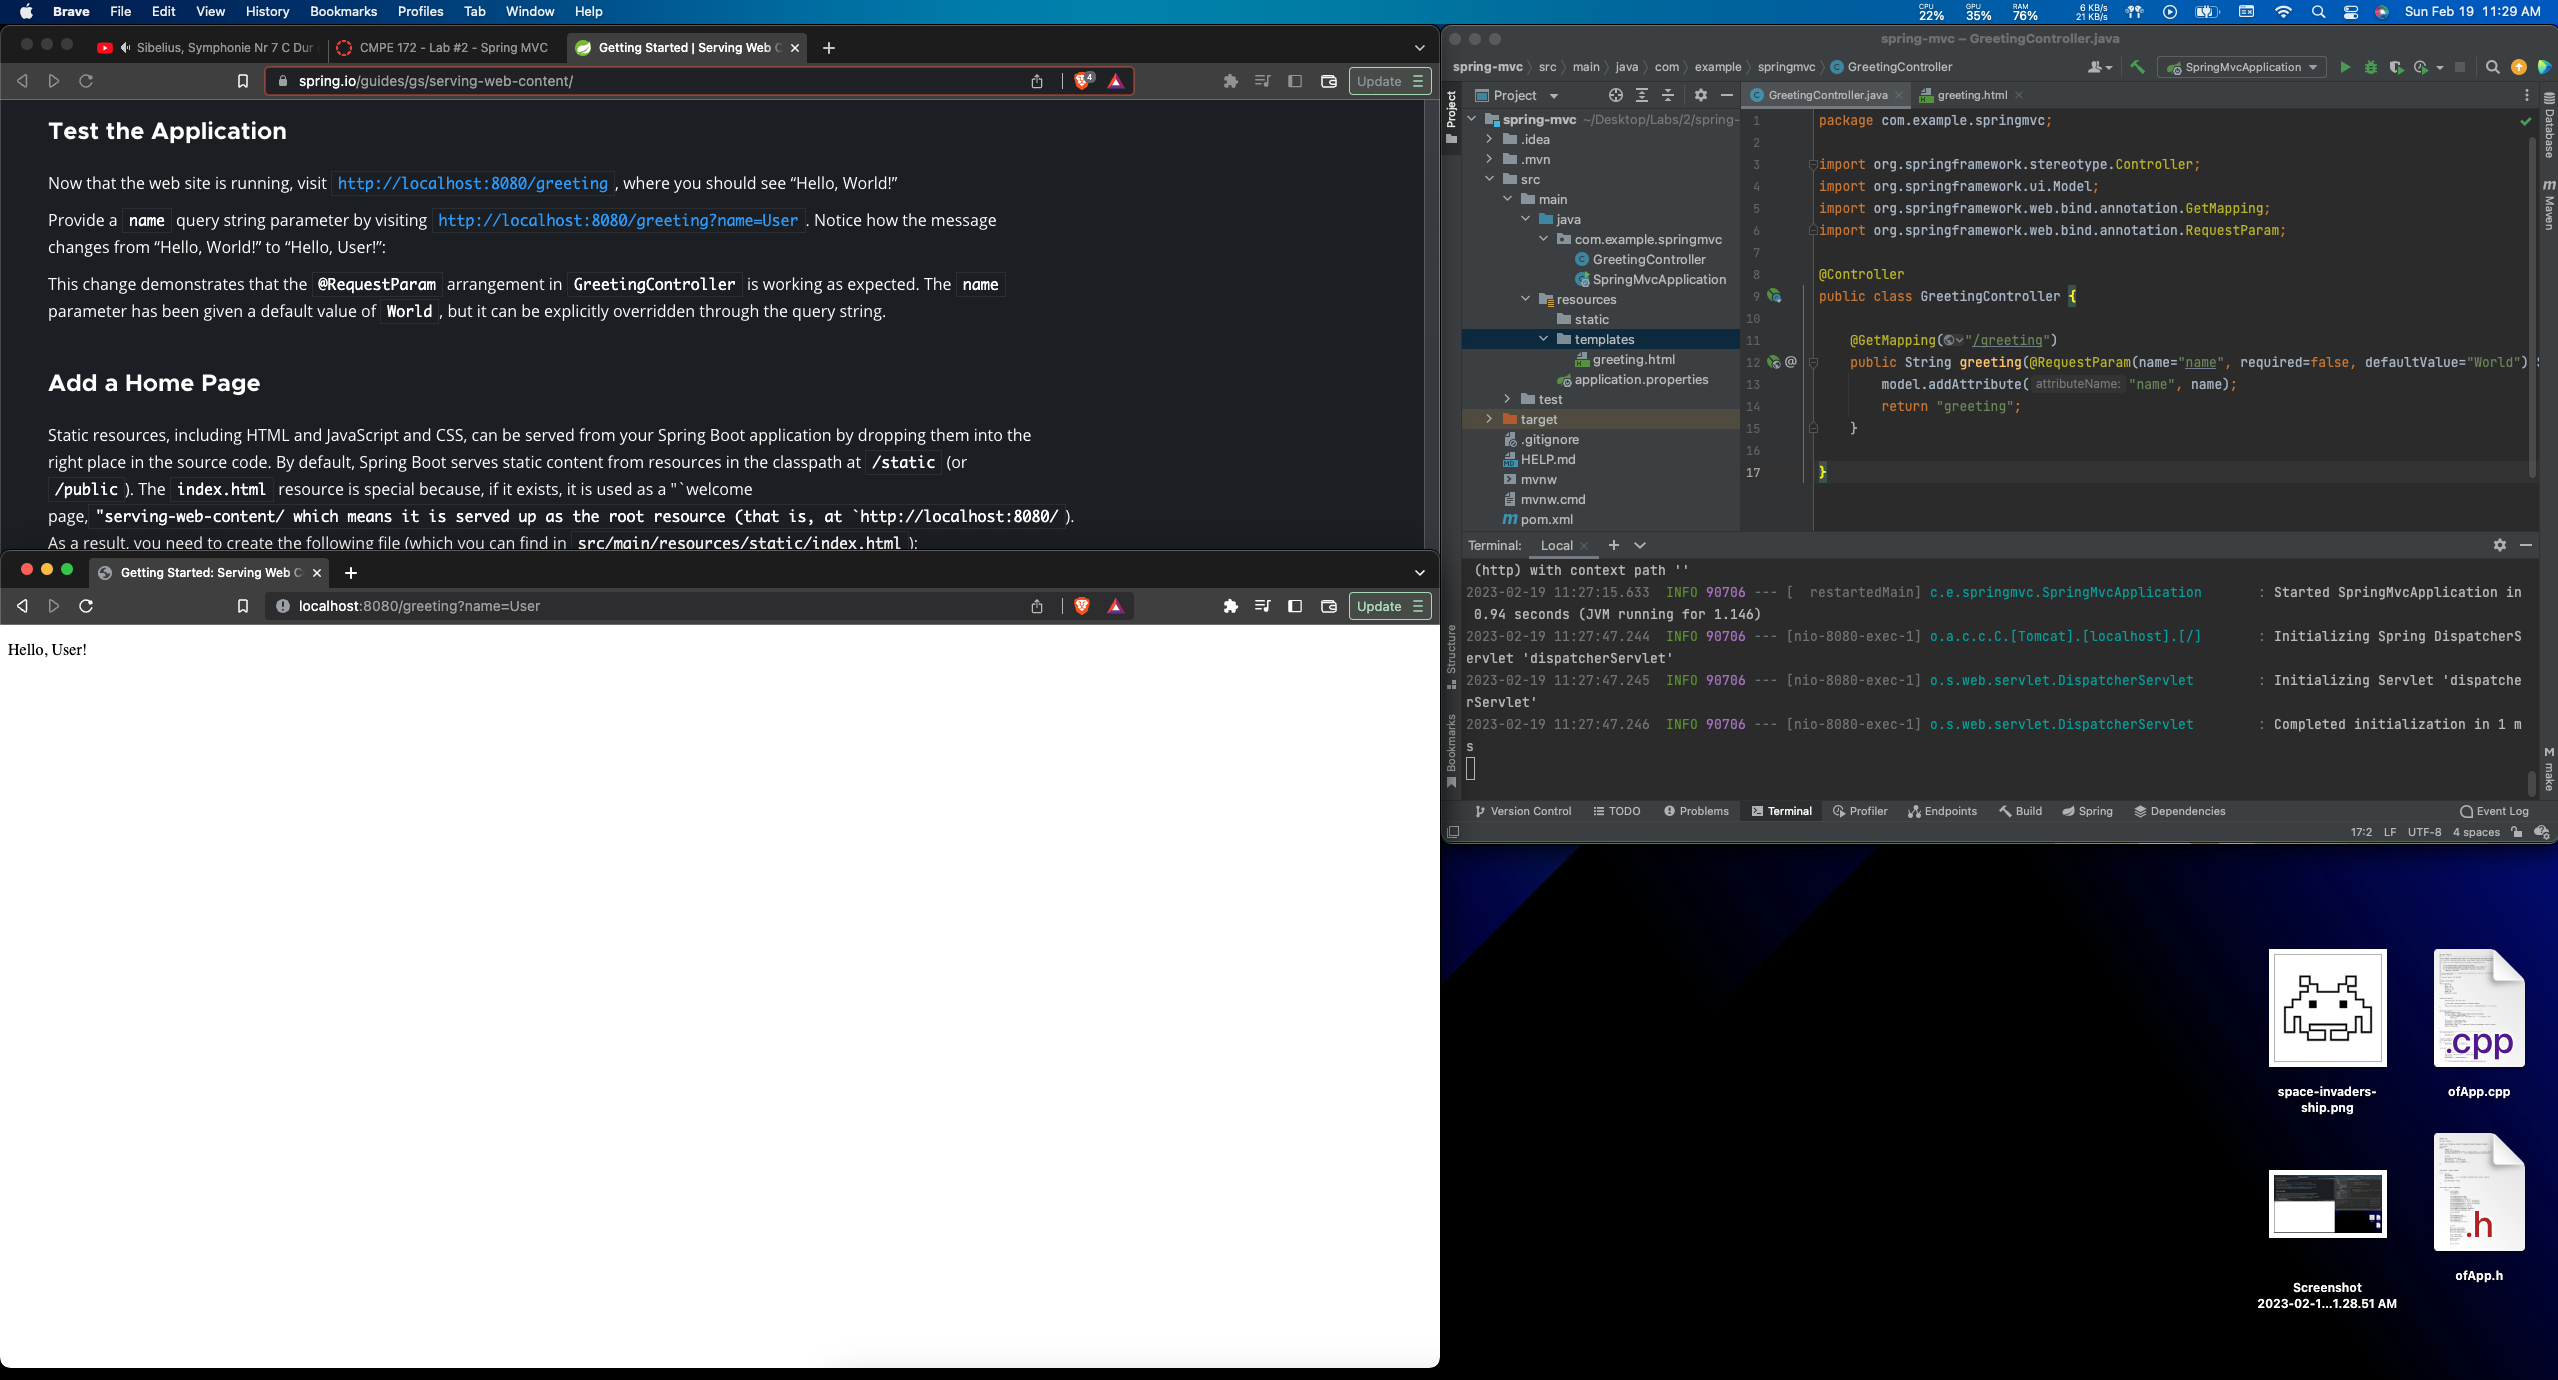 Brave File Edit View History Bookmarks Profiles Tab Window Help
CPU 22% GPU 35% RAM 76% 6 KB/s 21 KB/s Sun Feb 19 11:29 AM
Sibelius, Symphonie Nr 7 C Dur CMPE 172 - Lab #2 - Spring MVC Getting Started | Serving Web C
spring.io/guides/gs/serving-web-content/ 4 Update
Test the Application
Now that the web site is running, visit http://localhost:8080/greeting , where you should see “Hello, World!”
Provide a name query string parameter by visiting http://localhost:8080/greeting?name=User . Notice how the message
changes from “Hello, World!” to “Hello, User!”:
This change demonstrates that the @RequestParam arrangement in GreetingController is working as expected. The name
parameter has been given a default value of World , but it can be explicitly overridden through the query string.
Add a Home Page
Static resources, including HTML and JavaScript and CSS, can be served from your Spring Boot application by dropping them into the
right place in the source code. By default, Spring Boot serves static content from resources in the classpath at /static (or
/public ). The index.html resource is special because, if it exists, it is used as a "`welcome
page, "serving-web-content/ which means it is served up as the root resource (that is, at `http://localhost:8080/ ).
As a result, you need to create the following file (which you can find in src/main/resources/static/index.html ):
Getting Started: Serving Web C
localhost:8080/greeting?name=User Update
Hello, User!
spring-mvc – GreetingController.java
spring-mvc src main java com example springmvc GreetingController SpringMvcApplication
Project
Project
GreetingController.java greeting.html
spring-mvc ~/Desktop/Labs/2/spring-
.idea
.mvn
src
main
java
com.example.springmvc
GreetingController
SpringMvcApplication
resources
static
templates
greeting.html
application.properties
test
target
.gitignore
HELP.md
mvnw
mvnw.cmd
pom.xml
1 package com.example.springmvc;
2
3 import org.springframework.stereotype.Controller;
4 import org.springframework.ui.Model;
5 import org.springframework.web.bind.annotation.GetMapping;
6 import org.springframework.web.bind.annotation.RequestParam;
7
8 @Controller
9 public class GreetingController {
10
11 @GetMapping("/greeting")
12 @ public String greeting(@RequestParam(name="name", required=false, defaultValue="World")
13 model.addAttribute( attributeName: "name", name);
14 return "greeting";
15 }
16
17 }
Database
Maven
make
Structure
Bookmarks
Terminal: Local
(http) with context path ''
2023-02-19 11:27:15.633 INFO 90706 --- [ restartedMain] c.e.springmvc.SpringMvcApplication : Started SpringMvcApplication in
0.94 seconds (JVM running for 1.146)
2023-02-19 11:27:47.244 INFO 90706 --- [nio-8080-exec-1] o.a.c.c.C.[Tomcat].[localhost].[/] : Initializing Spring DispatcherS
ervlet 'dispatcherServlet'
2023-02-19 11:27:47.245 INFO 90706 --- [nio-8080-exec-1] o.s.web.servlet.DispatcherServlet : Initializing Servlet 'dispatche
rServlet'
2023-02-19 11:27:47.246 INFO 90706 --- [nio-8080-exec-1] o.s.web.servlet.DispatcherServlet : Completed initialization in 1 m
s
Version Control TODO Problems Terminal Profiler Endpoints Build Spring Dependencies Event Log
17:2 LF UTF-8 4 spaces
space-invaders-
ship.png
.cpp
ofApp.cpp
Screenshot
2023-02-1...1.28.51 AM
.h
ofApp.h